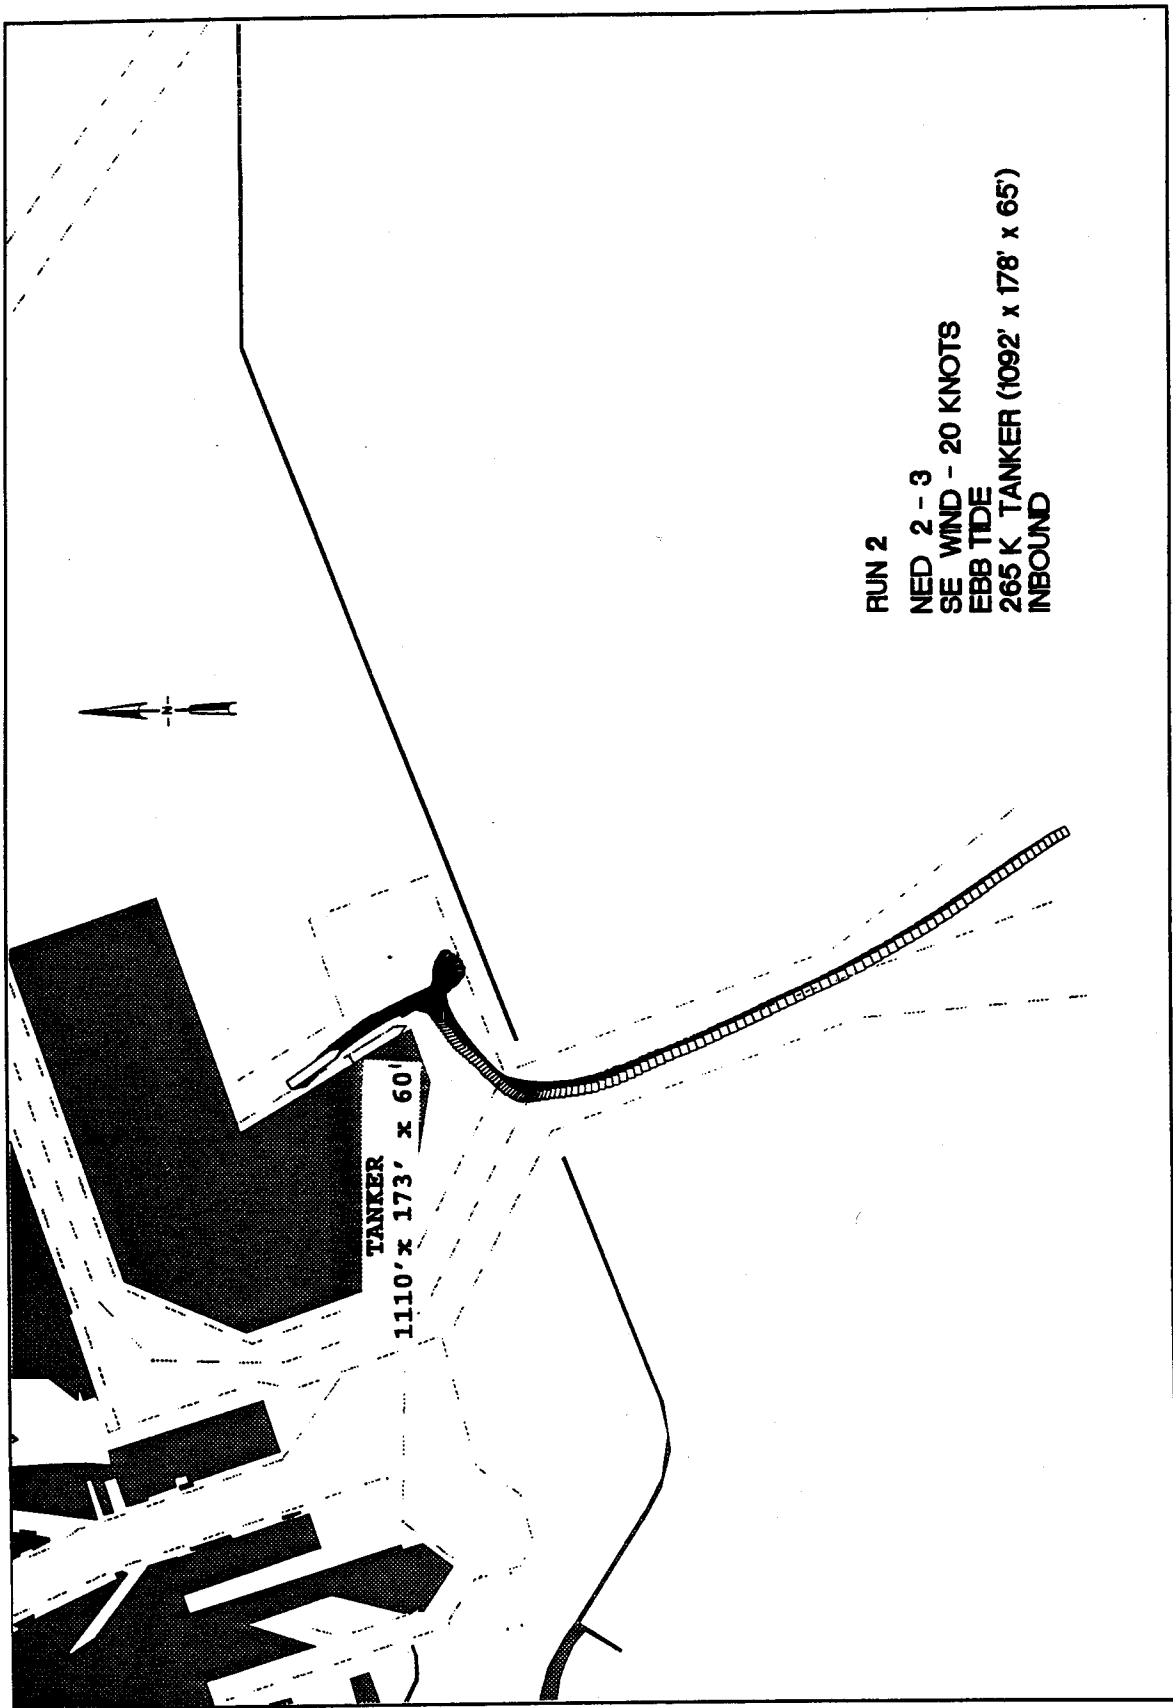 -N-
TANKER
1110'x 173' x 60'
RUN 2
NED 2 - 3
SE WIND - 20 KNOTS
EBB TIDE
265 K TANKER (1092' x 178' x 65')
INBOUND